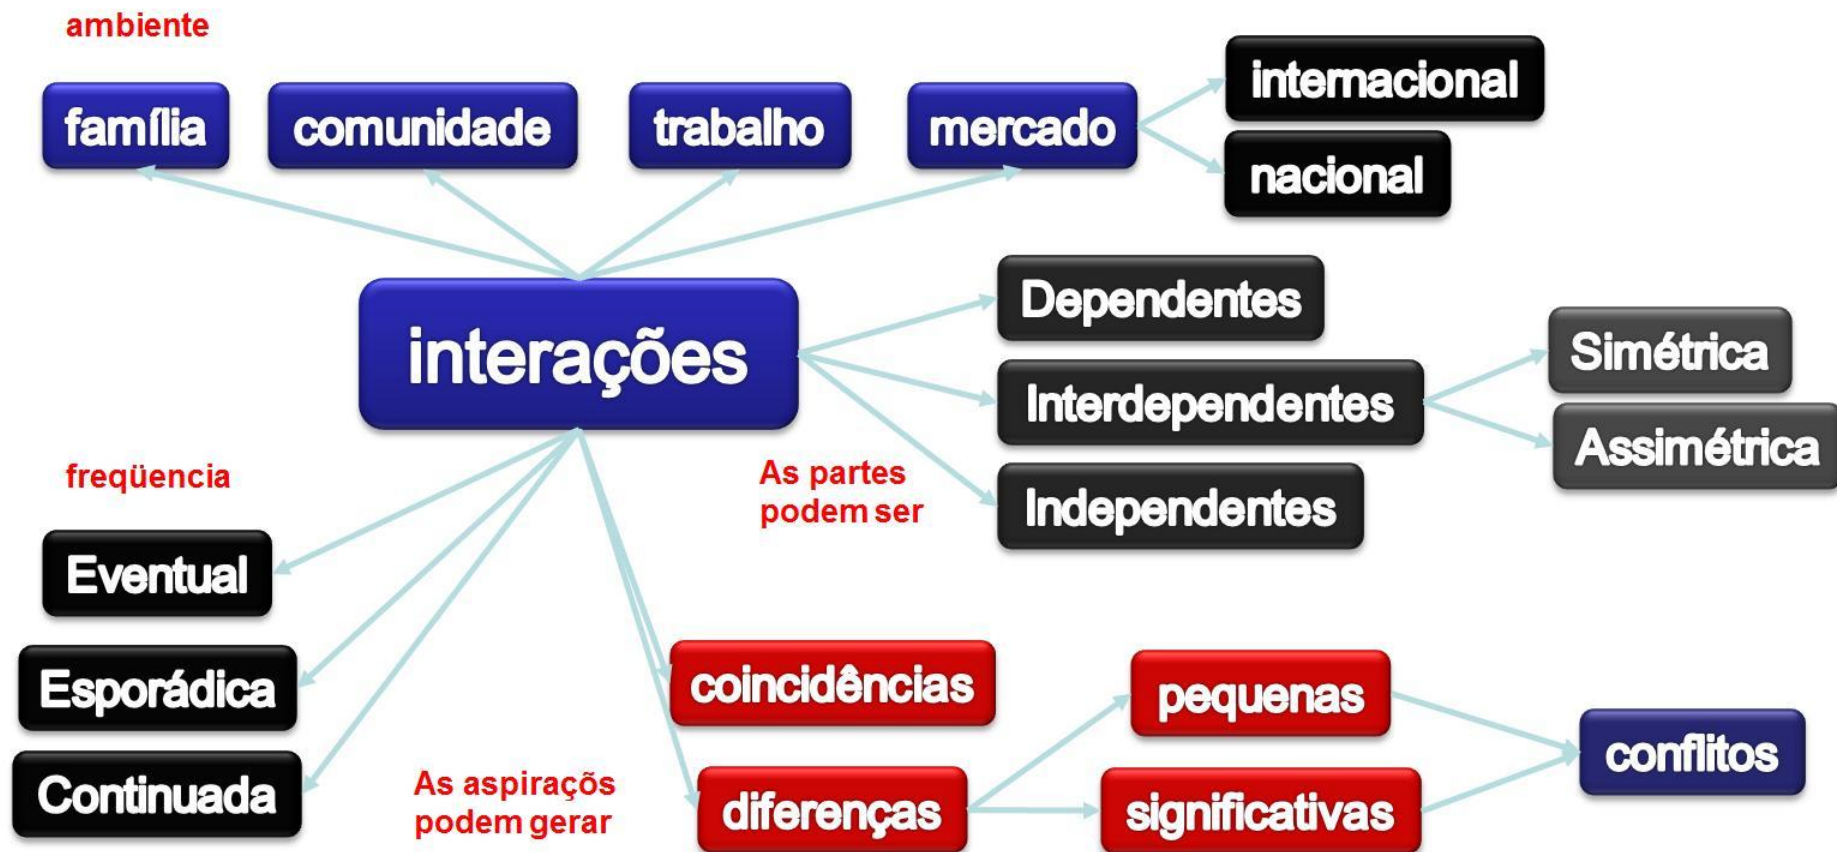 ambiente
família
comunidade
trabalho
mercado
internacional
nacional
interações
Dependentes
Interdependentes
Independentes
Simétrica
Assimétrica
As partes
podem ser
freqüencia
Eventual
Esporádica
Continuada
As aspiraçõs
podem gerar
coincidências
diferenças
pequenas
significativas
conflitos